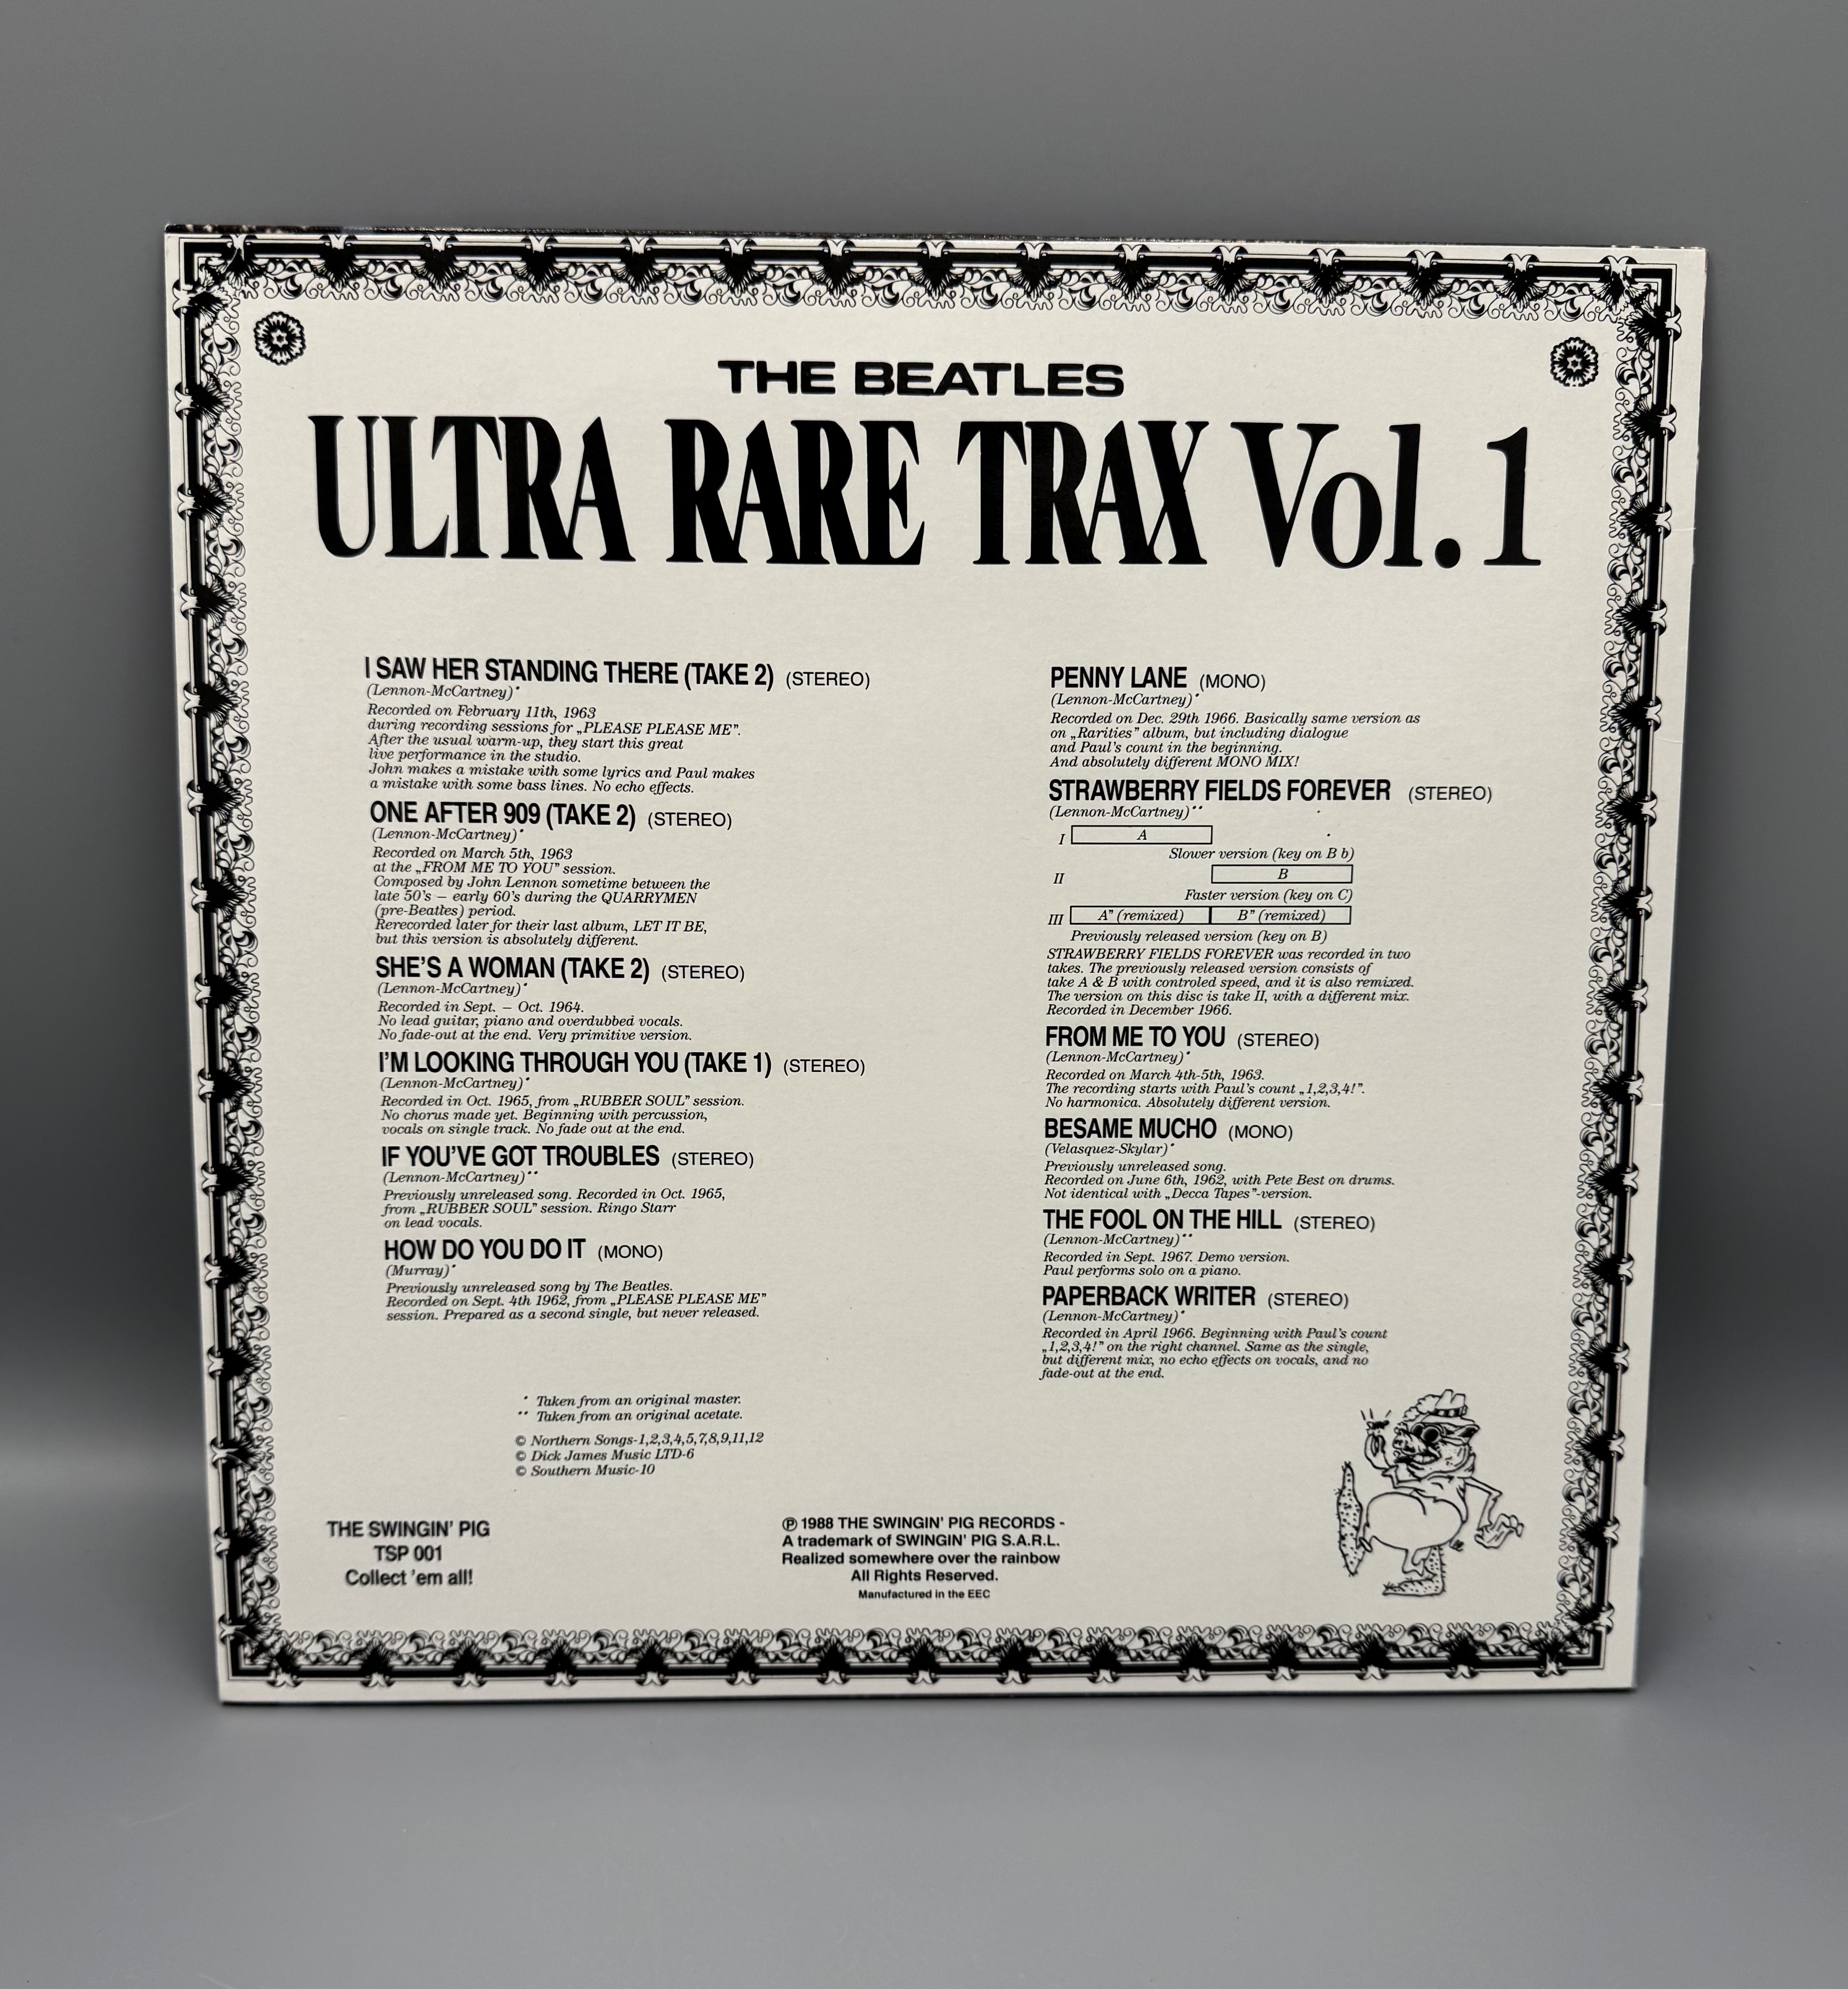 THE BEATLES
ULTRA RARE TRAX Vol. 1
I SAW HER STANDING THERE (TAKE 2) (STEREO)
(Lennon-McCartney)*
Recorded on February 11th, 1963
during recording sessions for „PLEASE PLEASE ME”.
After the usual warm-up, they start this great
live performance in the studio.
John makes a mistake with some lyrics and Paul makes
a mistake with some bass lines. No echo effects.
ONE AFTER 909 (TAKE 2) (STEREO)
(Lennon-McCartney)*
Recorded on March 5th, 1963
at the „FROM ME TO YOU” session.
Composed by John Lennon sometime between the
late 50's – early 60's during the QUARRYMEN
(pre-Beatles) period.
Rerecorded later for their last album, LET IT BE,
but this version is absolutely different.
SHE'S A WOMAN (TAKE 2) (STEREO)
(Lennon-McCartney)*
Recorded in Sept. – Oct. 1964.
No lead guitar, piano and overdubbed vocals.
No fade-out at the end. Very primitive version.
I'M LOOKING THROUGH YOU (TAKE 1) (STEREO)
(Lennon-McCartney)*
Recorded in Oct. 1965, from „RUBBER SOUL” session.
No chorus made yet. Beginning with percussion,
vocals on single track. No fade out at the end.
IF YOU'VE GOT TROUBLES (STEREO)
(Lennon-McCartney)**
Previously unreleased song. Recorded in Oct. 1965,
from „RUBBER SOUL” session. Ringo Starr
on lead vocals.
HOW DO YOU DO IT (MONO)
(Murray)*
Previously unreleased song by The Beatles.
Recorded on Sept. 4th 1962, from „PLEASE PLEASE ME”
session. Prepared as a second single, but never released.
* Taken from an original master.
** Taken from an original acetate.
© Northern Songs-1,2,3,4,5,7,8,9,11,12
© Dick James Music LTD-6
© Southern Music-10
PENNY LANE (MONO)
(Lennon-McCartney)*
Recorded on Dec. 29th 1966. Basically same version as
on „Rarities” album, but including dialogue
and Paul's count in the beginning.
And absolutely different MONO MIX!
STRAWBERRY FIELDS FOREVER (STEREO)
(Lennon-McCartney)**
I A
Slower version (key on B b)
II B
Faster version (key on C)
III A” (remixed) B” (remixed)
Previously released version (key on B)
STRAWBERRY FIELDS FOREVER was recorded in two
takes. The previously released version consists of
take A & B with controled speed, and it is also remixed.
The version on this disc is take II, with a different mix.
Recorded in December 1966.
FROM ME TO YOU (STEREO)
(Lennon-McCartney)*
Recorded on March 4th-5th, 1963.
The recording starts with Paul's count „1,2,3,4!”.
No harmonica. Absolutely different version.
BESAME MUCHO (MONO)
(Velasquez-Skylar)*
Previously unreleased song.
Recorded on June 6th, 1962, with Pete Best on drums.
Not identical with „Decca Tapes”-version.
THE FOOL ON THE HILL (STEREO)
(Lennon-McCartney)**
Recorded in Sept. 1967. Demo version.
Paul performs solo on a piano.
PAPERBACK WRITER (STEREO)
(Lennon-McCartney)*
Recorded in April 1966. Beginning with Paul's count
„1,2,3,4!” on the right channel. Same as the single,
but different mix, no echo effects on vocals, and no
fade-out at the end.
THE SWINGIN' PIG
TSP 001
Collect 'em all!
℗ 1988 THE SWINGIN' PIG RECORDS -
A trademark of SWINGIN' PIG S.A.R.L.
Realized somewhere over the rainbow
All Rights Reserved.
Manufactured in the EEC